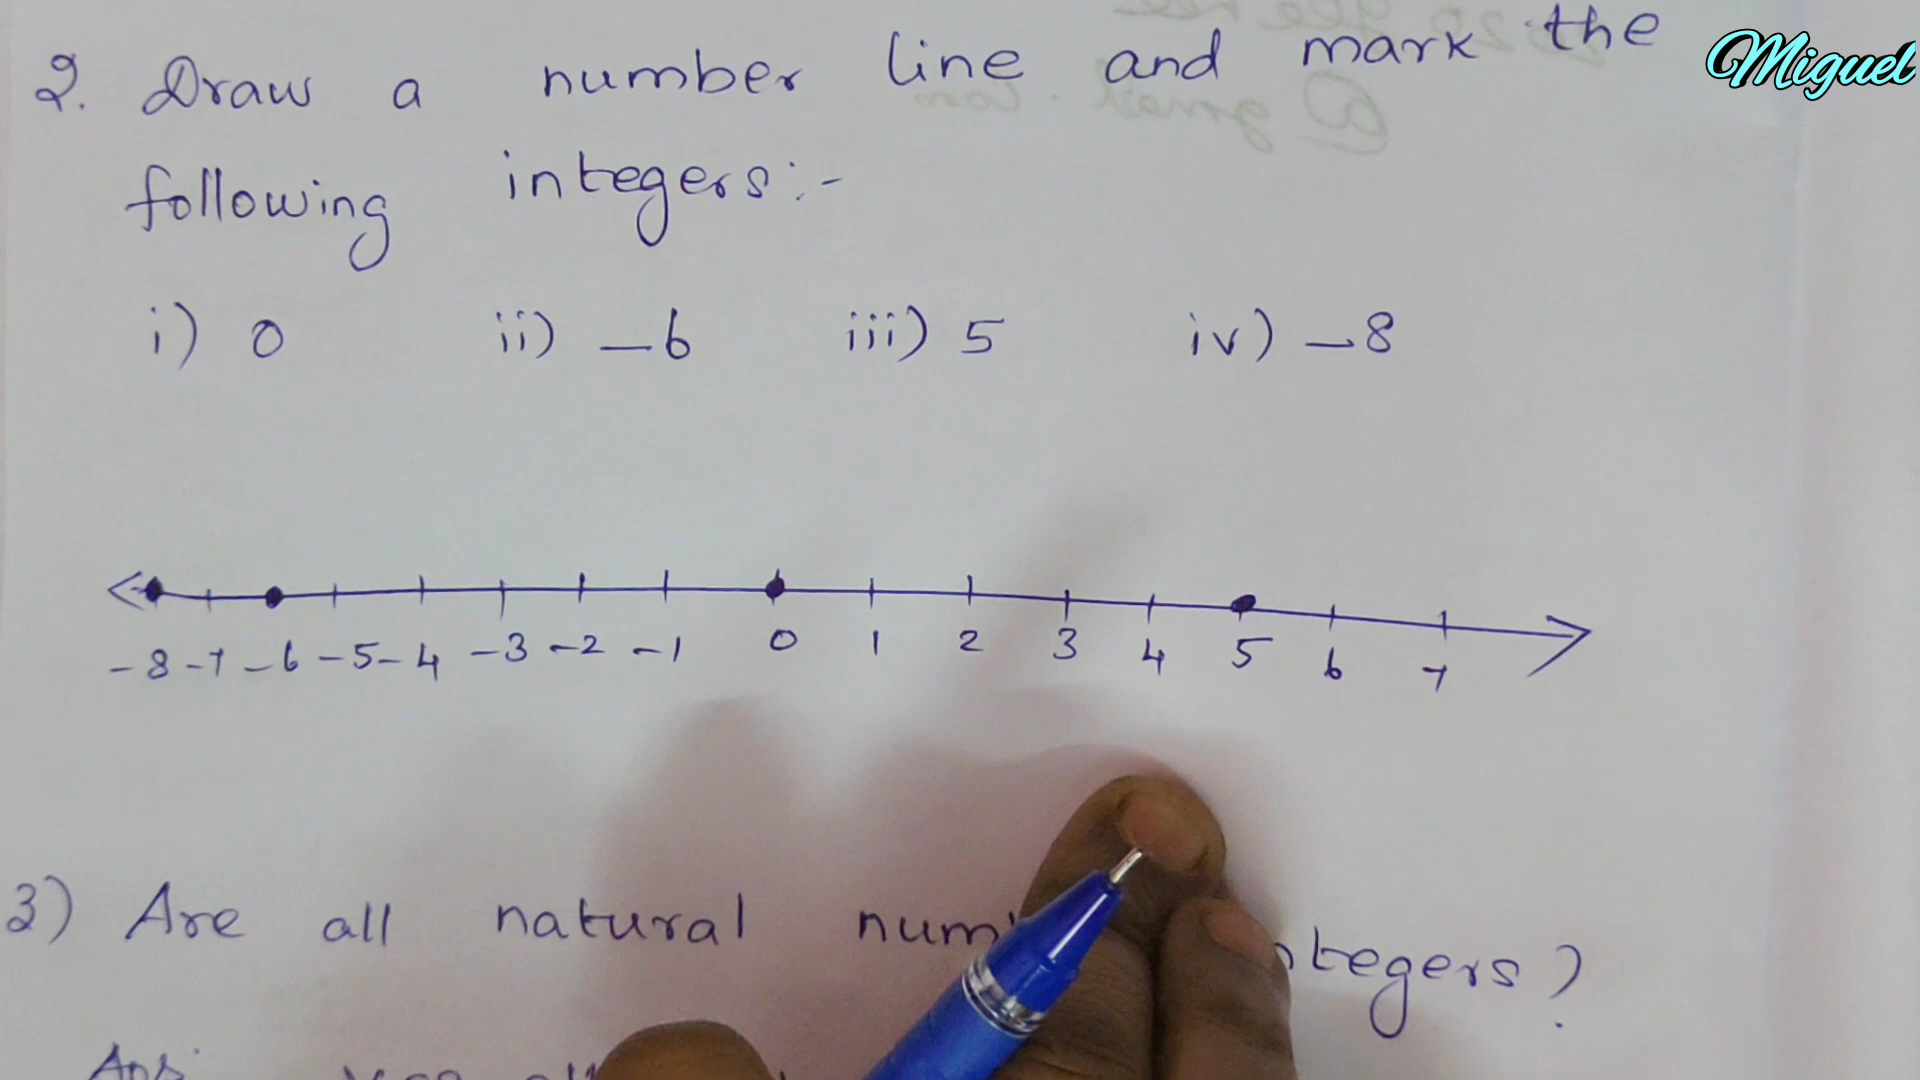 Miguel
2. Draw a number line and mark the
following integers:-
i) 0 ii) -6 iii) 5 iv) -8
-8 -7 -6 -5 -4 -3 -2 -1 0 1 2 3 4 5 6 7
3) Are all natural integers?
Ans: